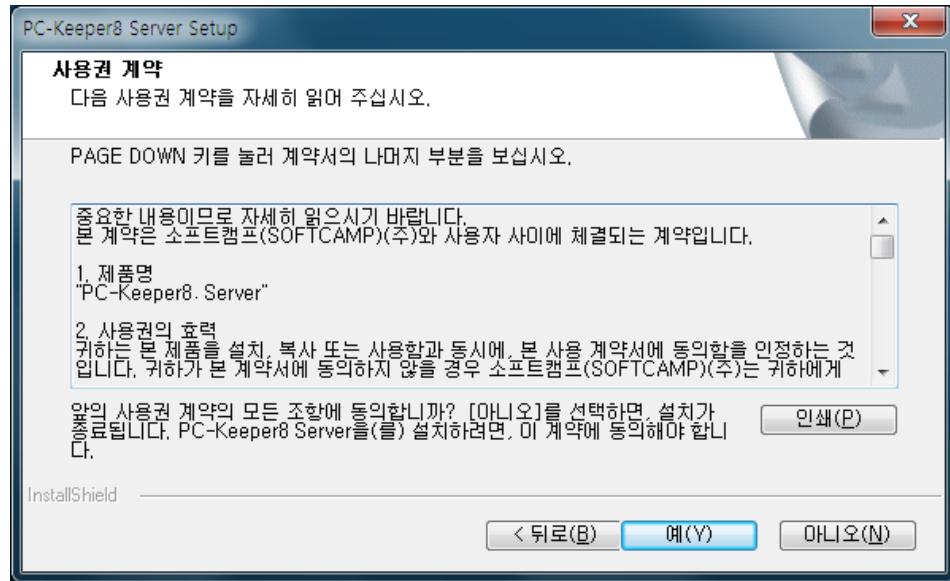 PC-Keeper8 Server Setup
사용권 계약
다음 사용권 계약을 자세히 읽어 주십시오.
PAGE DOWN 키를 눌러 계약서의 나머지 부분을 보십시오.
중요한 내용이므로 자세히 읽으시기 바랍니다.
본 계약은 소프트캠프(SOFTCAMP)(주)와 사용자 사이에 체결되는 계약입니다.
1. 제품명
"PC-Keeper8. Server"
2. 사용권의 효력
귀하는 본 제품을 설치, 복사 또는 사용함과 동시에, 본 사용 계약서에 동의함을 인정하는 것
입니다. 귀하가 본 계약서에 동의하지 않을 경우 소프트캠프(SOFTCAMP)(주)는 귀하에게
앞의 사용권 계약의 모든 조항에 동의합니까? [아니오]를 선택하면, 설치가
종료됩니다. PC-Keeper8 Server을(를) 설치하려면, 이 계약에 동의해야 합니
다.
인쇄(P)
InstallShield
< 뒤로(B)
예(Y)
아니오(N)